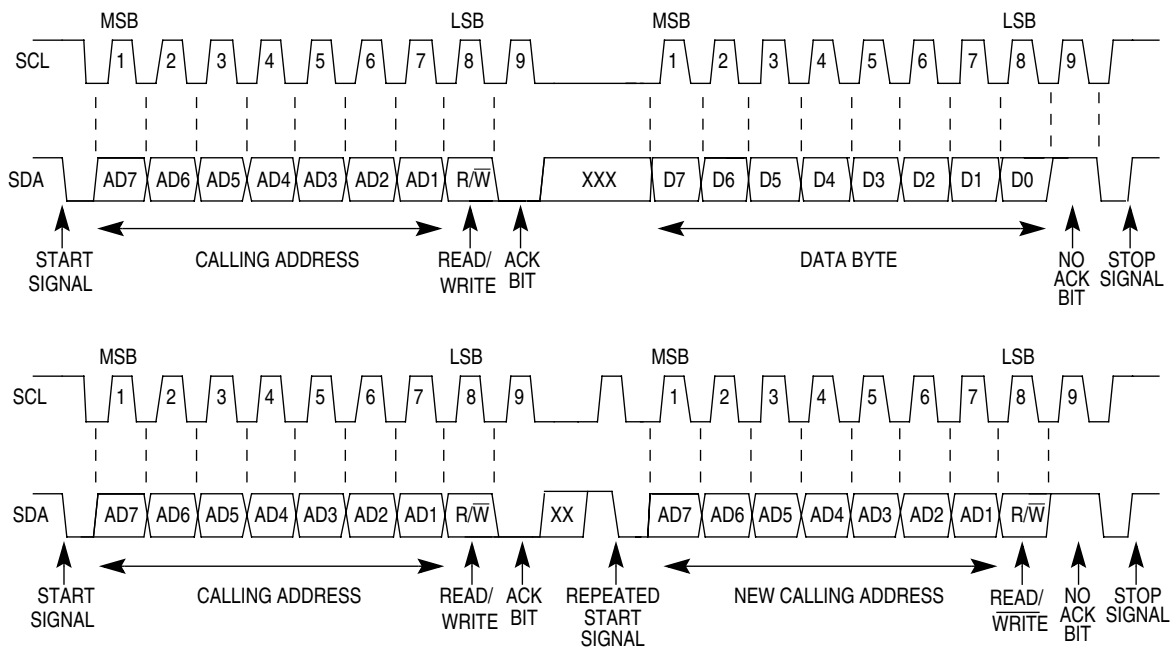 MSB LSB MSB LSB
SCL 1 2 3 4 5 6 7 8 9 1 2 3 4 5 6 7 8 9
SDA AD7 AD6 AD5 AD4 AD3 AD2 AD1 R/W̅ XXX D7 D6 D5 D4 D3 D2 D1 D0
START SIGNAL CALLING ADDRESS READ/ WRITE ACK BIT DATA BYTE NO ACK BIT STOP SIGNAL
MSB LSB MSB LSB
SCL 1 2 3 4 5 6 7 8 9 1 2 3 4 5 6 7 8 9
SDA AD7 AD6 AD5 AD4 AD3 AD2 AD1 R/W̅ XX AD7 AD6 AD5 AD4 AD3 AD2 AD1 R/W̅
START SIGNAL CALLING ADDRESS READ/ WRITE ACK BIT REPEATED START SIGNAL NEW CALLING ADDRESS READ/ W̅R̅I̅T̅E̅ NO ACK BIT STOP SIGNAL